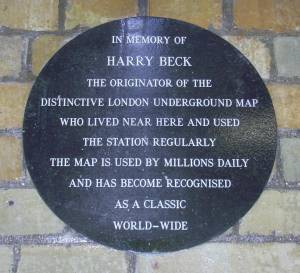 IN MEMORY OF
HARRY BECK
THE ORIGINATOR OF THE
DISTINCTIVE LONDON UNDERGROUND MAP
WHO LIVED NEAR HERE AND USED
THE STATION REGULARLY
THE MAP IS USED BY MILLIONS DAILY
AND HAS BECOME RECOGNISED
AS A CLASSIC
WORLD-WIDE